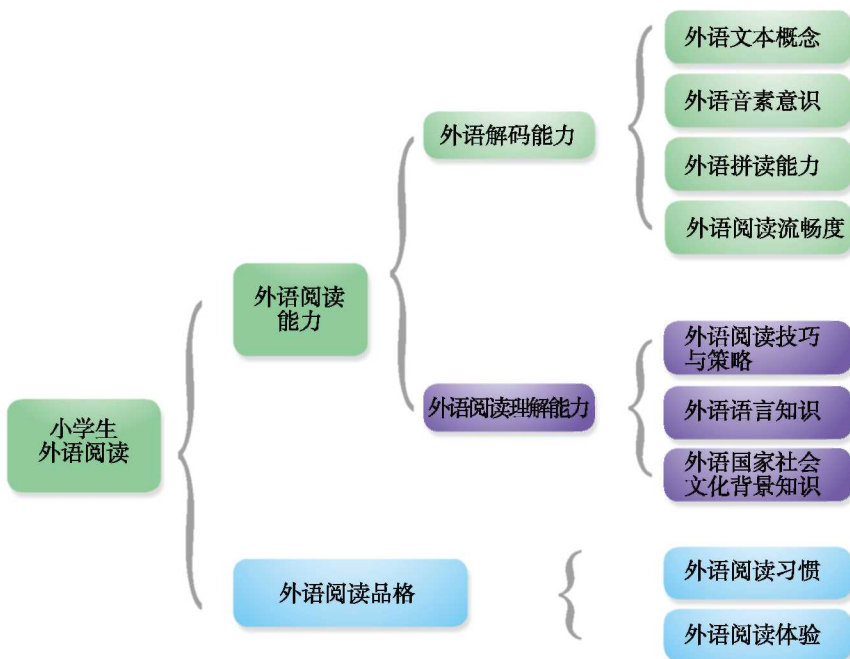 外语文本概念
外语音素意识
外语解码能力
外语拼读能力
外语阅读流畅度
外语阅读
能力
外语阅读技巧
与策略
外语阅读理解能力
外语语言知识
小学生
外语阅读
外语国家社会
文化背景知识
外语阅读品格
外语阅读习惯
外语阅读体验